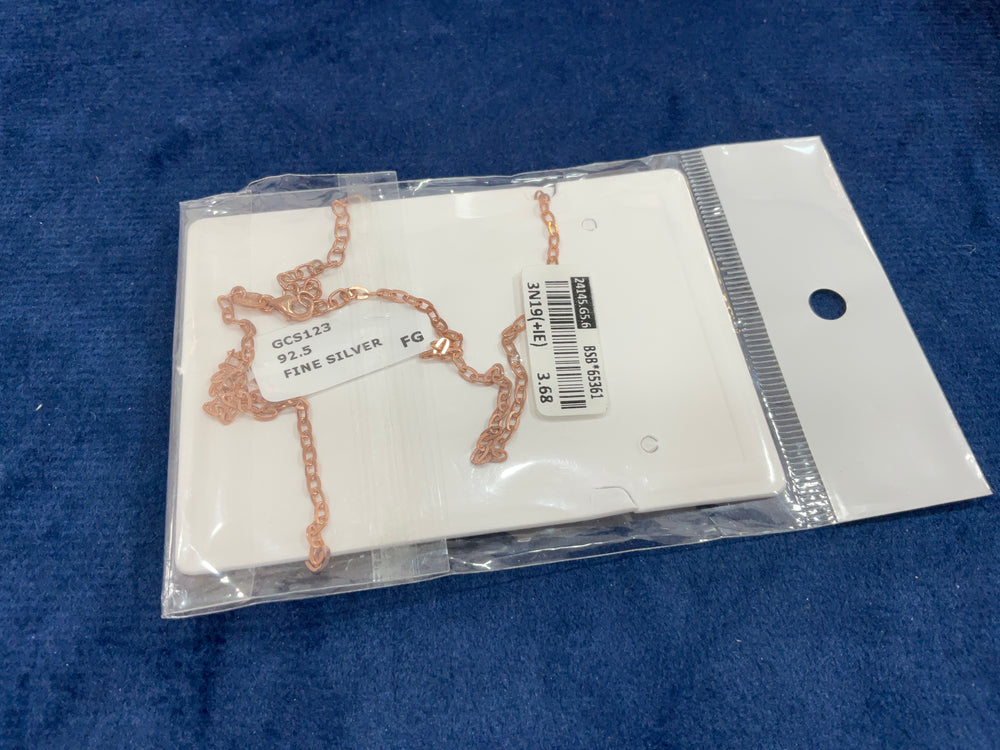 GCS123
92.5
FINE SILVER FG
24145.G5.6
BSB*65361
3N19(+IE) 3.68